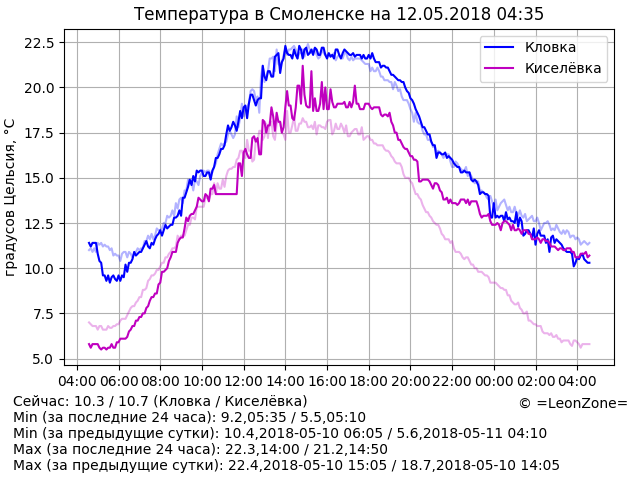 Температура в Смоленске на 12.05.2018 04:35
Кловка
Киселёвка
градусов Цельсия, °C
22.5
20.0
17.5
15.0
12.5
10.0
7.5
5.0
04:00 06:00 08:00 10:00 12:00 14:00 16:00 18:00 20:00 22:00 00:00 02:00 04:00
Сейчас: 10.3 / 10.7 (Кловка / Киселёвка)
© =LeonZone=
Min (за последние 24 часа): 9.2,05:35 / 5.5,05:10
Min (за предыдущие сутки): 10.4,2018-05-10 06:05 / 5.6,2018-05-11 04:10
Max (за последние 24 часа): 22.3,14:00 / 21.2,14:50
Max (за предыдущие сутки): 22.4,2018-05-10 15:05 / 18.7,2018-05-10 14:05